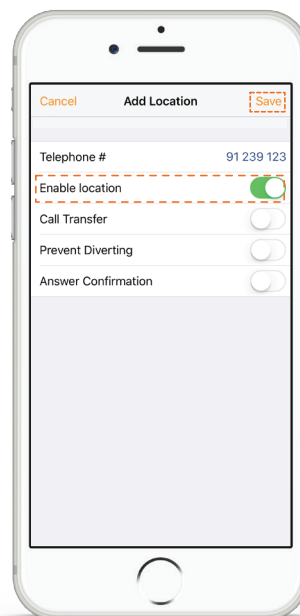 Cancel Add Location Save
Telephone # 91 239 123
Enable location
Call Transfer
Prevent Diverting
Answer Confirmation